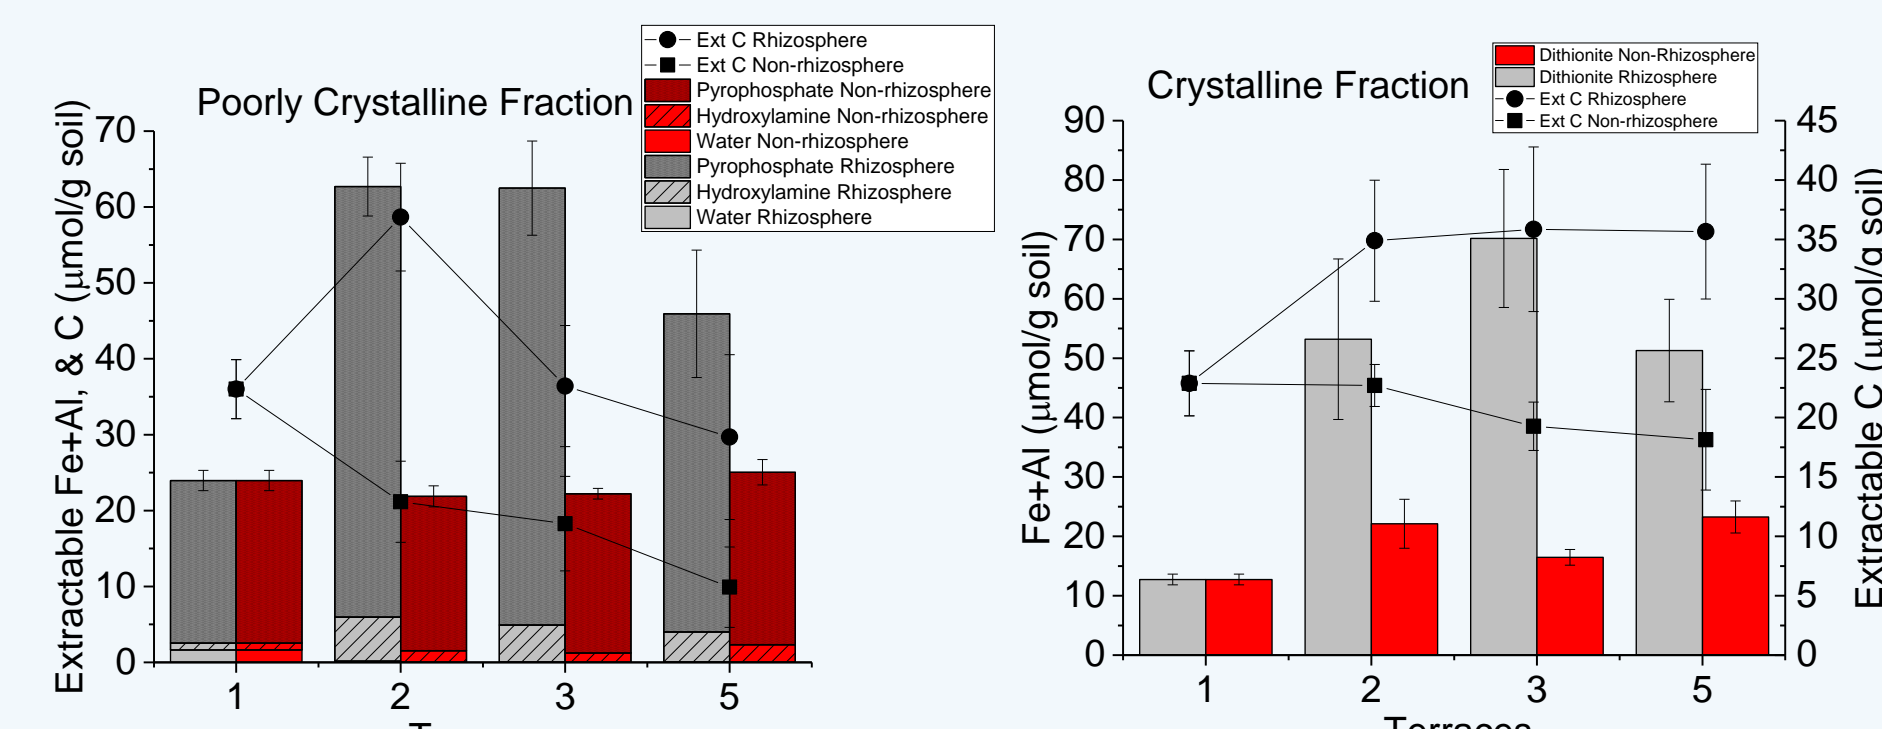 Poorly Crystalline Fraction
Ext C Rhizosphere
Ext C Non-rhizosphere
Pyrophosphate Non-rhizosphere
Hydroxylamine Non-rhizosphere
Water Non-rhizosphere
Pyrophosphate Rhizosphere
Hydroxylamine Rhizosphere
Water Rhizosphere
Extractable Fe+Al, & C (µmol/g soil)
70
60
50
40
30
20
10
0
1 2 3 5
Crystalline Fraction
Dithionite Non-Rhizosphere
Dithionite Rhizosphere
Ext C Rhizosphere
Ext C Non-rhizosphere
Fe+Al (µmol/g soil)
90
80
70
60
50
40
30
20
10
0
45
40
35
30
25
20
15
10
5
0
Extractable C (µmol/g soil)
1 2 3 5
Terraces